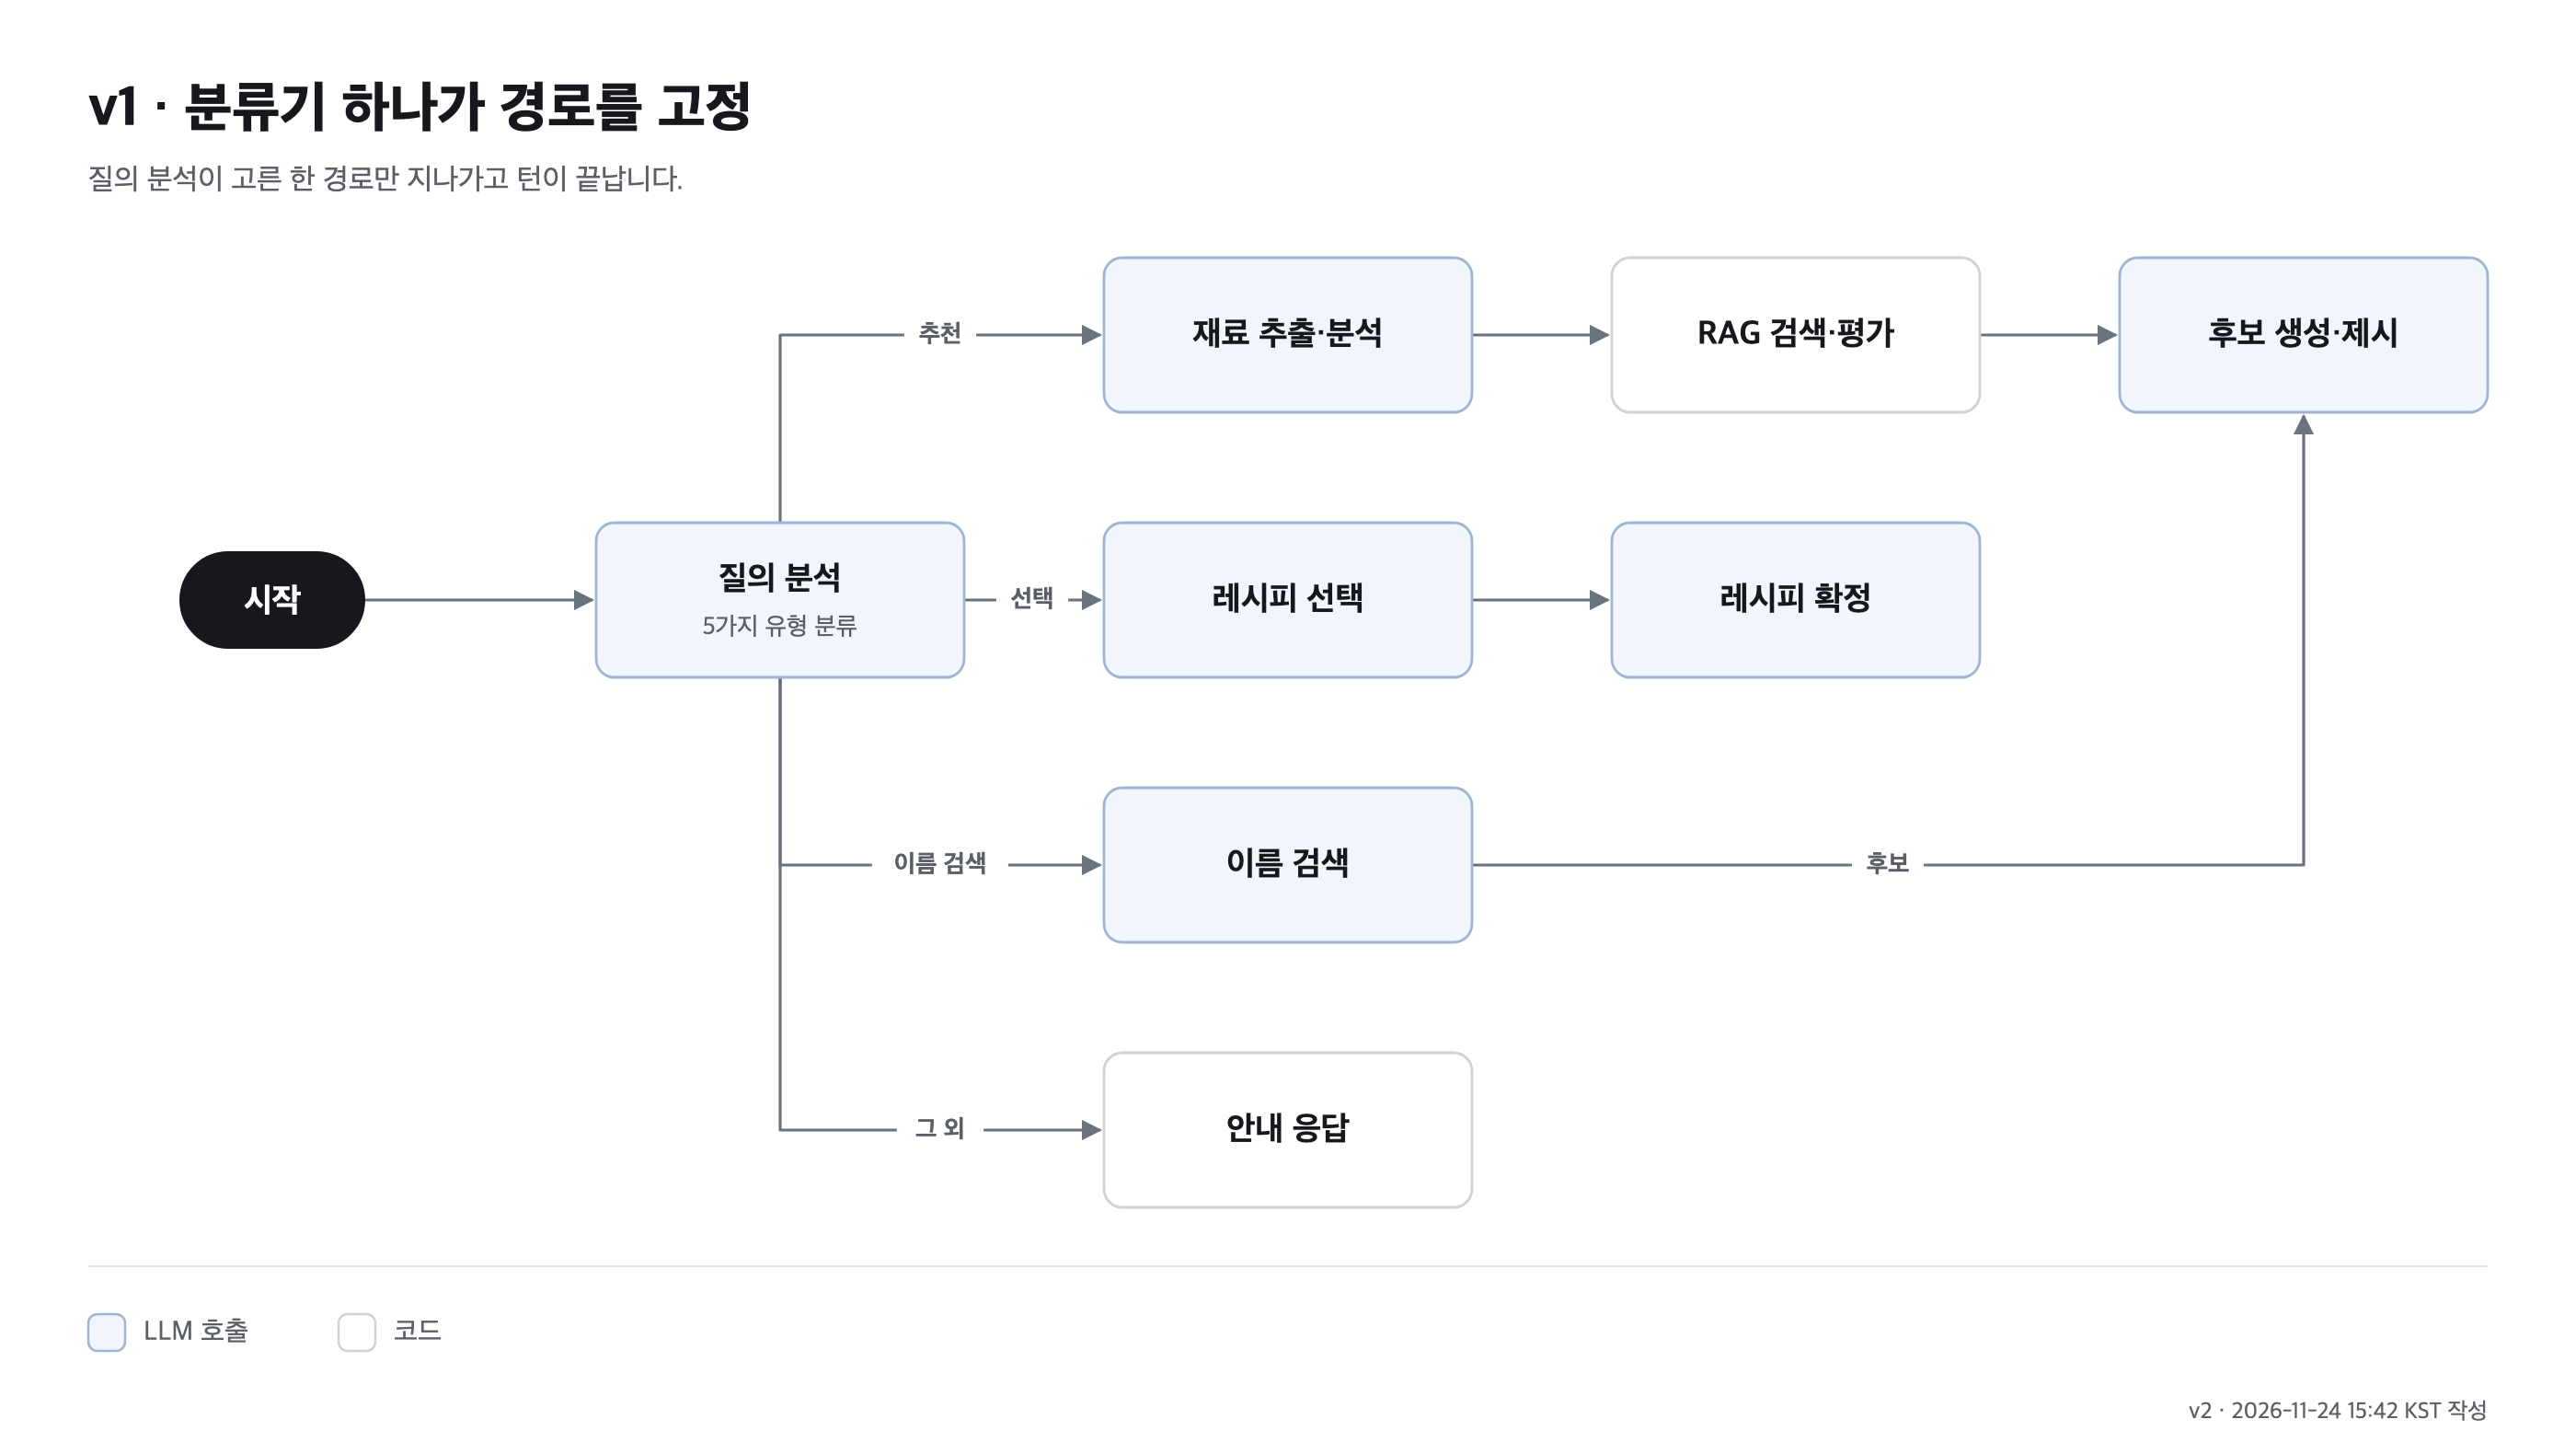 v1 · 분류기 하나가 경로를 고정
질의 분석이 고른 한 경로만 지나가고 턴이 끝납니다.
추천
재료 추출·분석
RAG 검색·평가
후보 생성·제시
시작
질의 분석
5가지 유형 분류
선택
레시피 선택
레시피 확정
이름 검색
이름 검색
후보
그 외
안내 응답
LLM 호출
코드
v2 · 2026-11-24 15:42 KST 작성